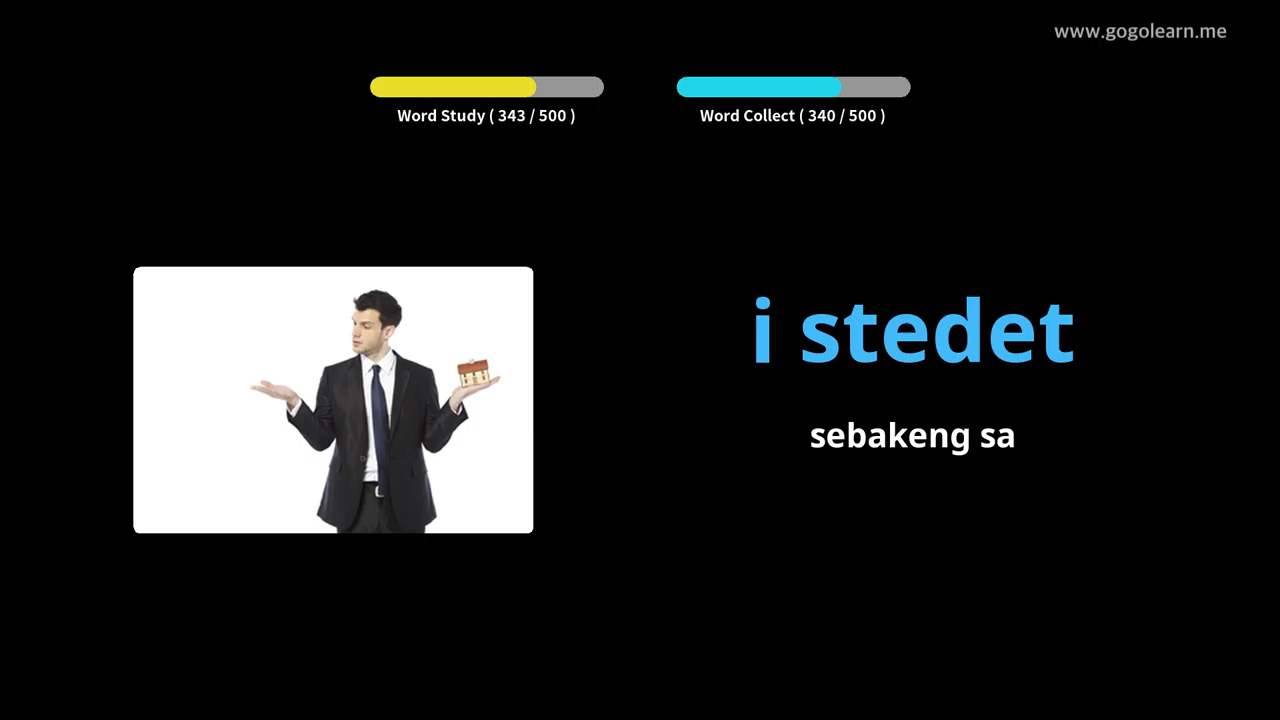 www.gogolearn.me
Word Study ( 343 / 500 )
Word Collect ( 340 / 500 )
i stedet
sebakeng sa